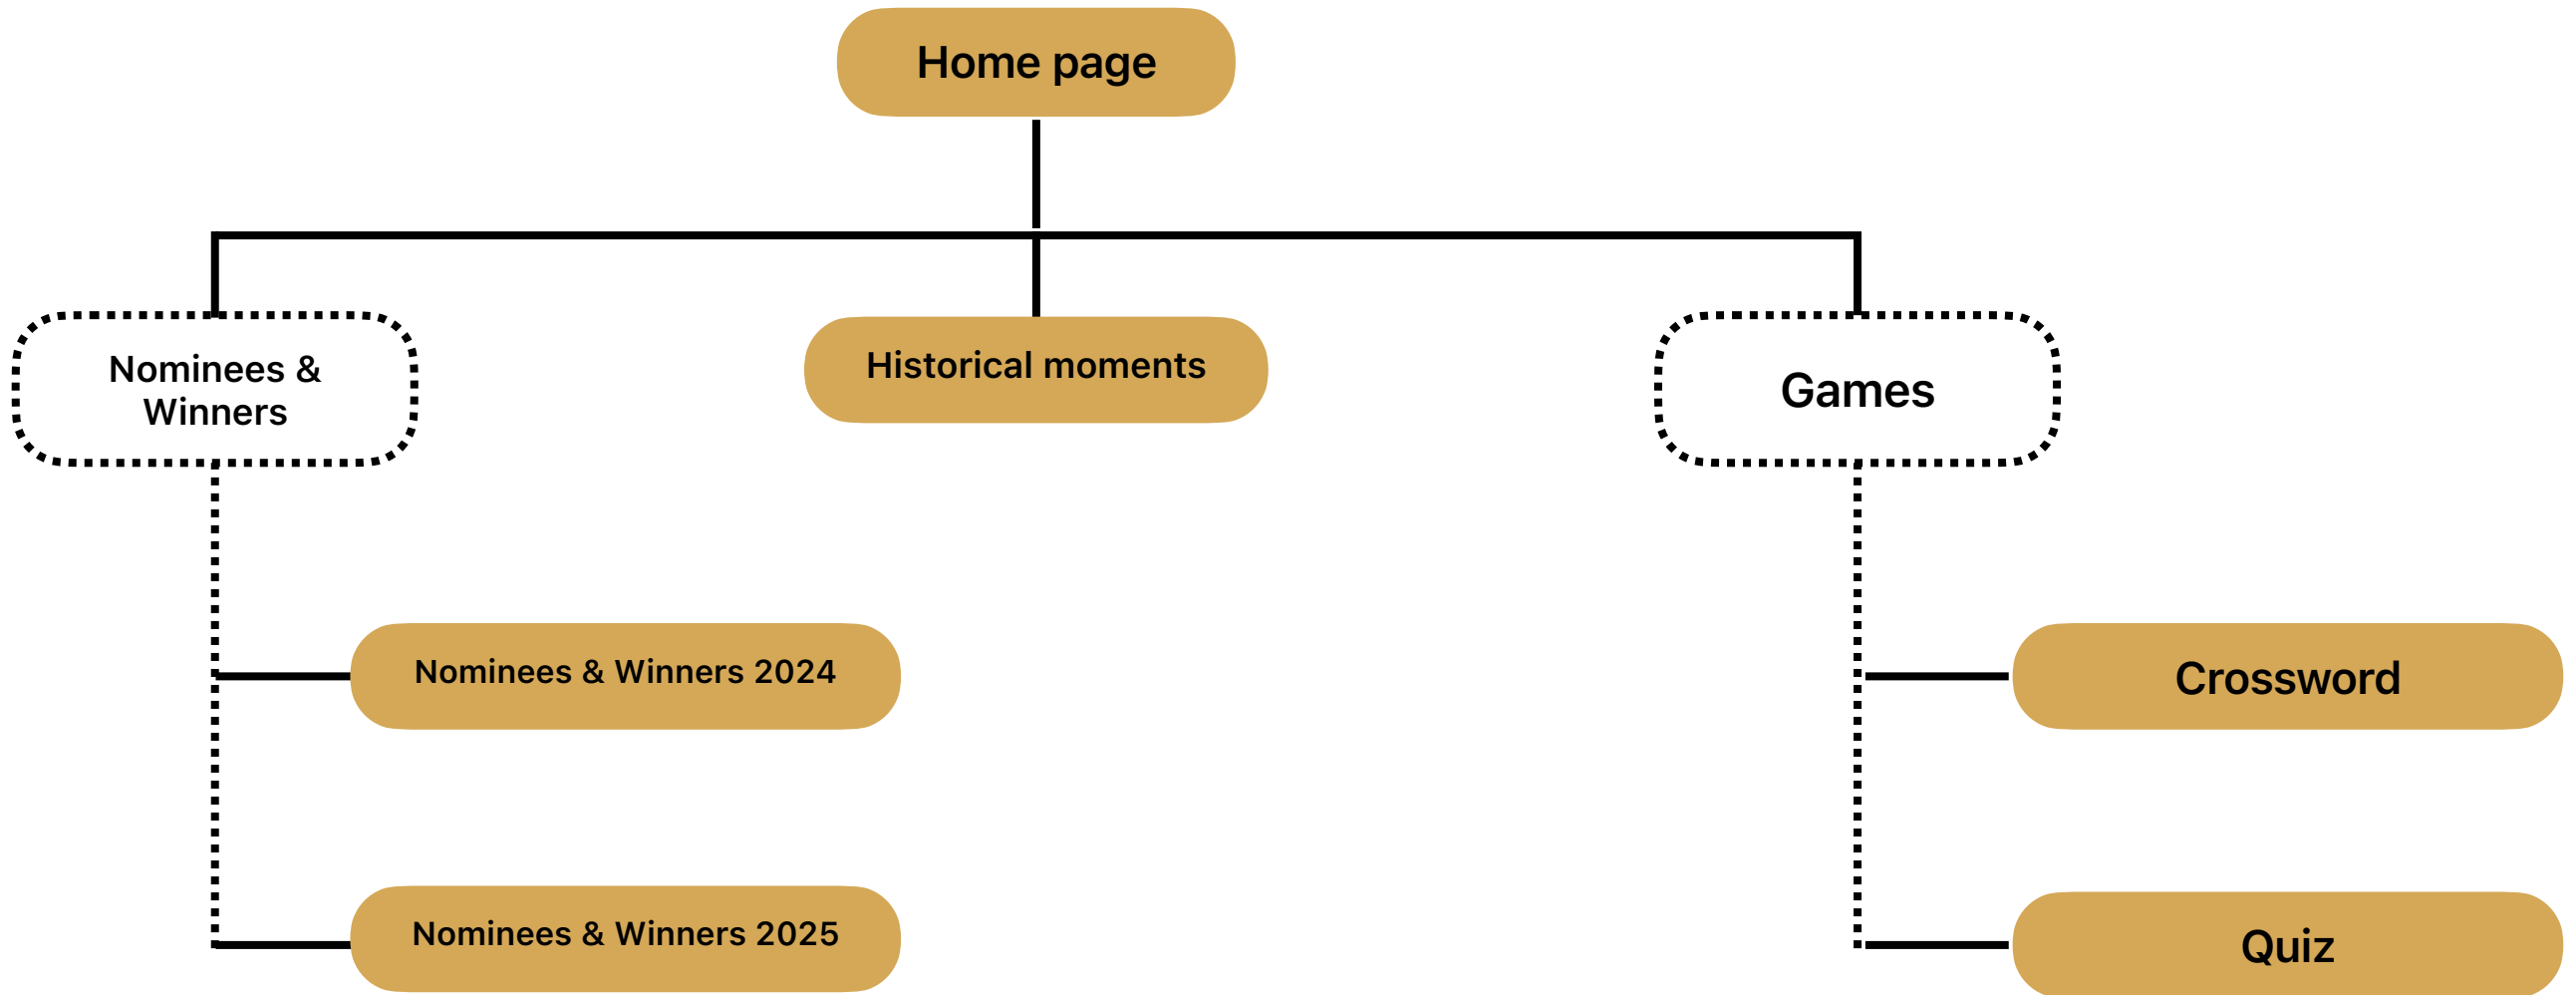 Home page
Nominees &
Winners
Historical moments
Games
Nominees & Winners 2024
Crossword
Nominees & Winners 2025
Quiz